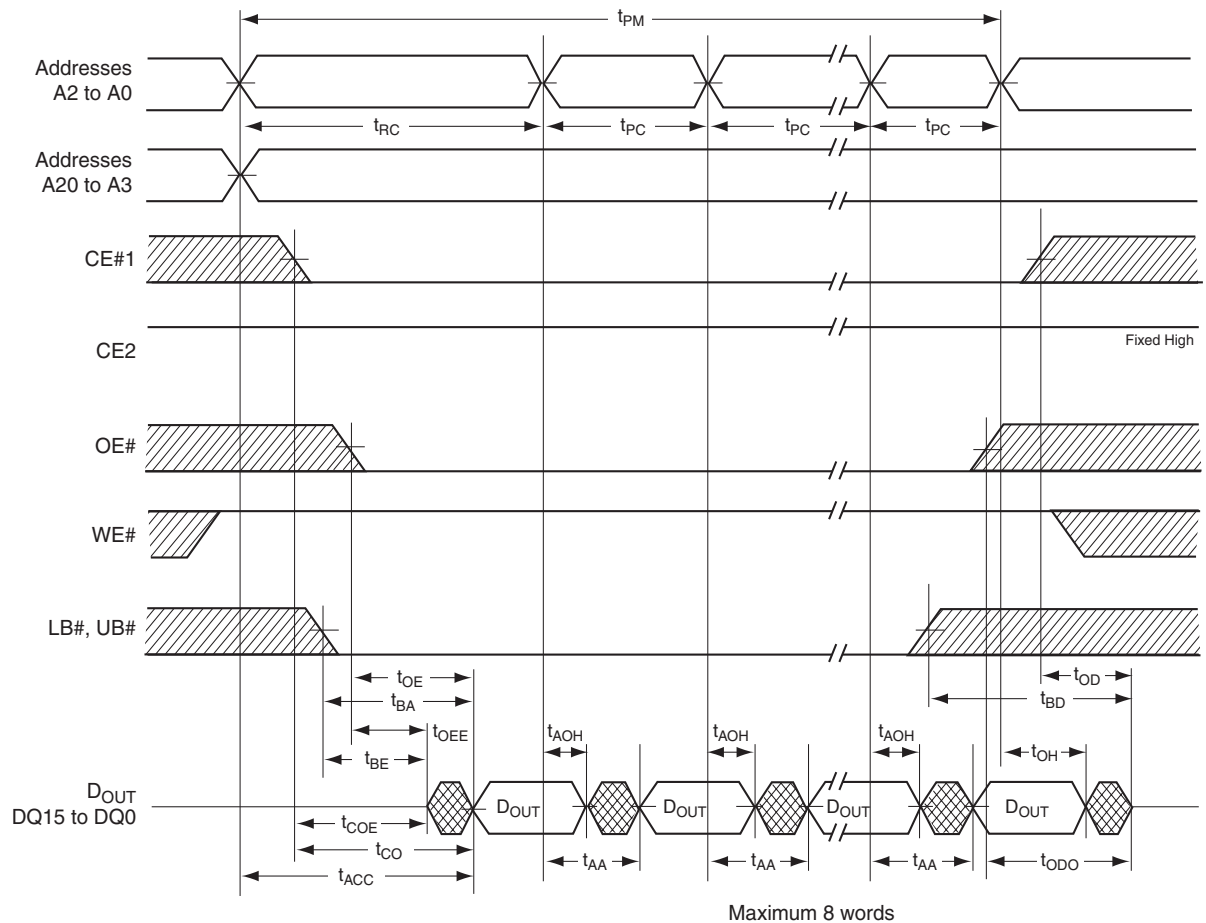 tPM
Addresses
A2 to A0
tRC
tPC
tPC
tPC
Addresses
A20 to A3
CE#1
CE2
Fixed High
OE#
WE#
LB#, UB#
tOE
tOD
tBA
tBD
tOEE
tAOH
tAOH
tAOH
tBE
tOH
DOUT
DQ15 to DQ0
DOUT
DOUT
DOUT
DOUT
DOUT
tCOE
tCO
tAA
tAA
tAA
tODO
tACC
Maximum 8 words